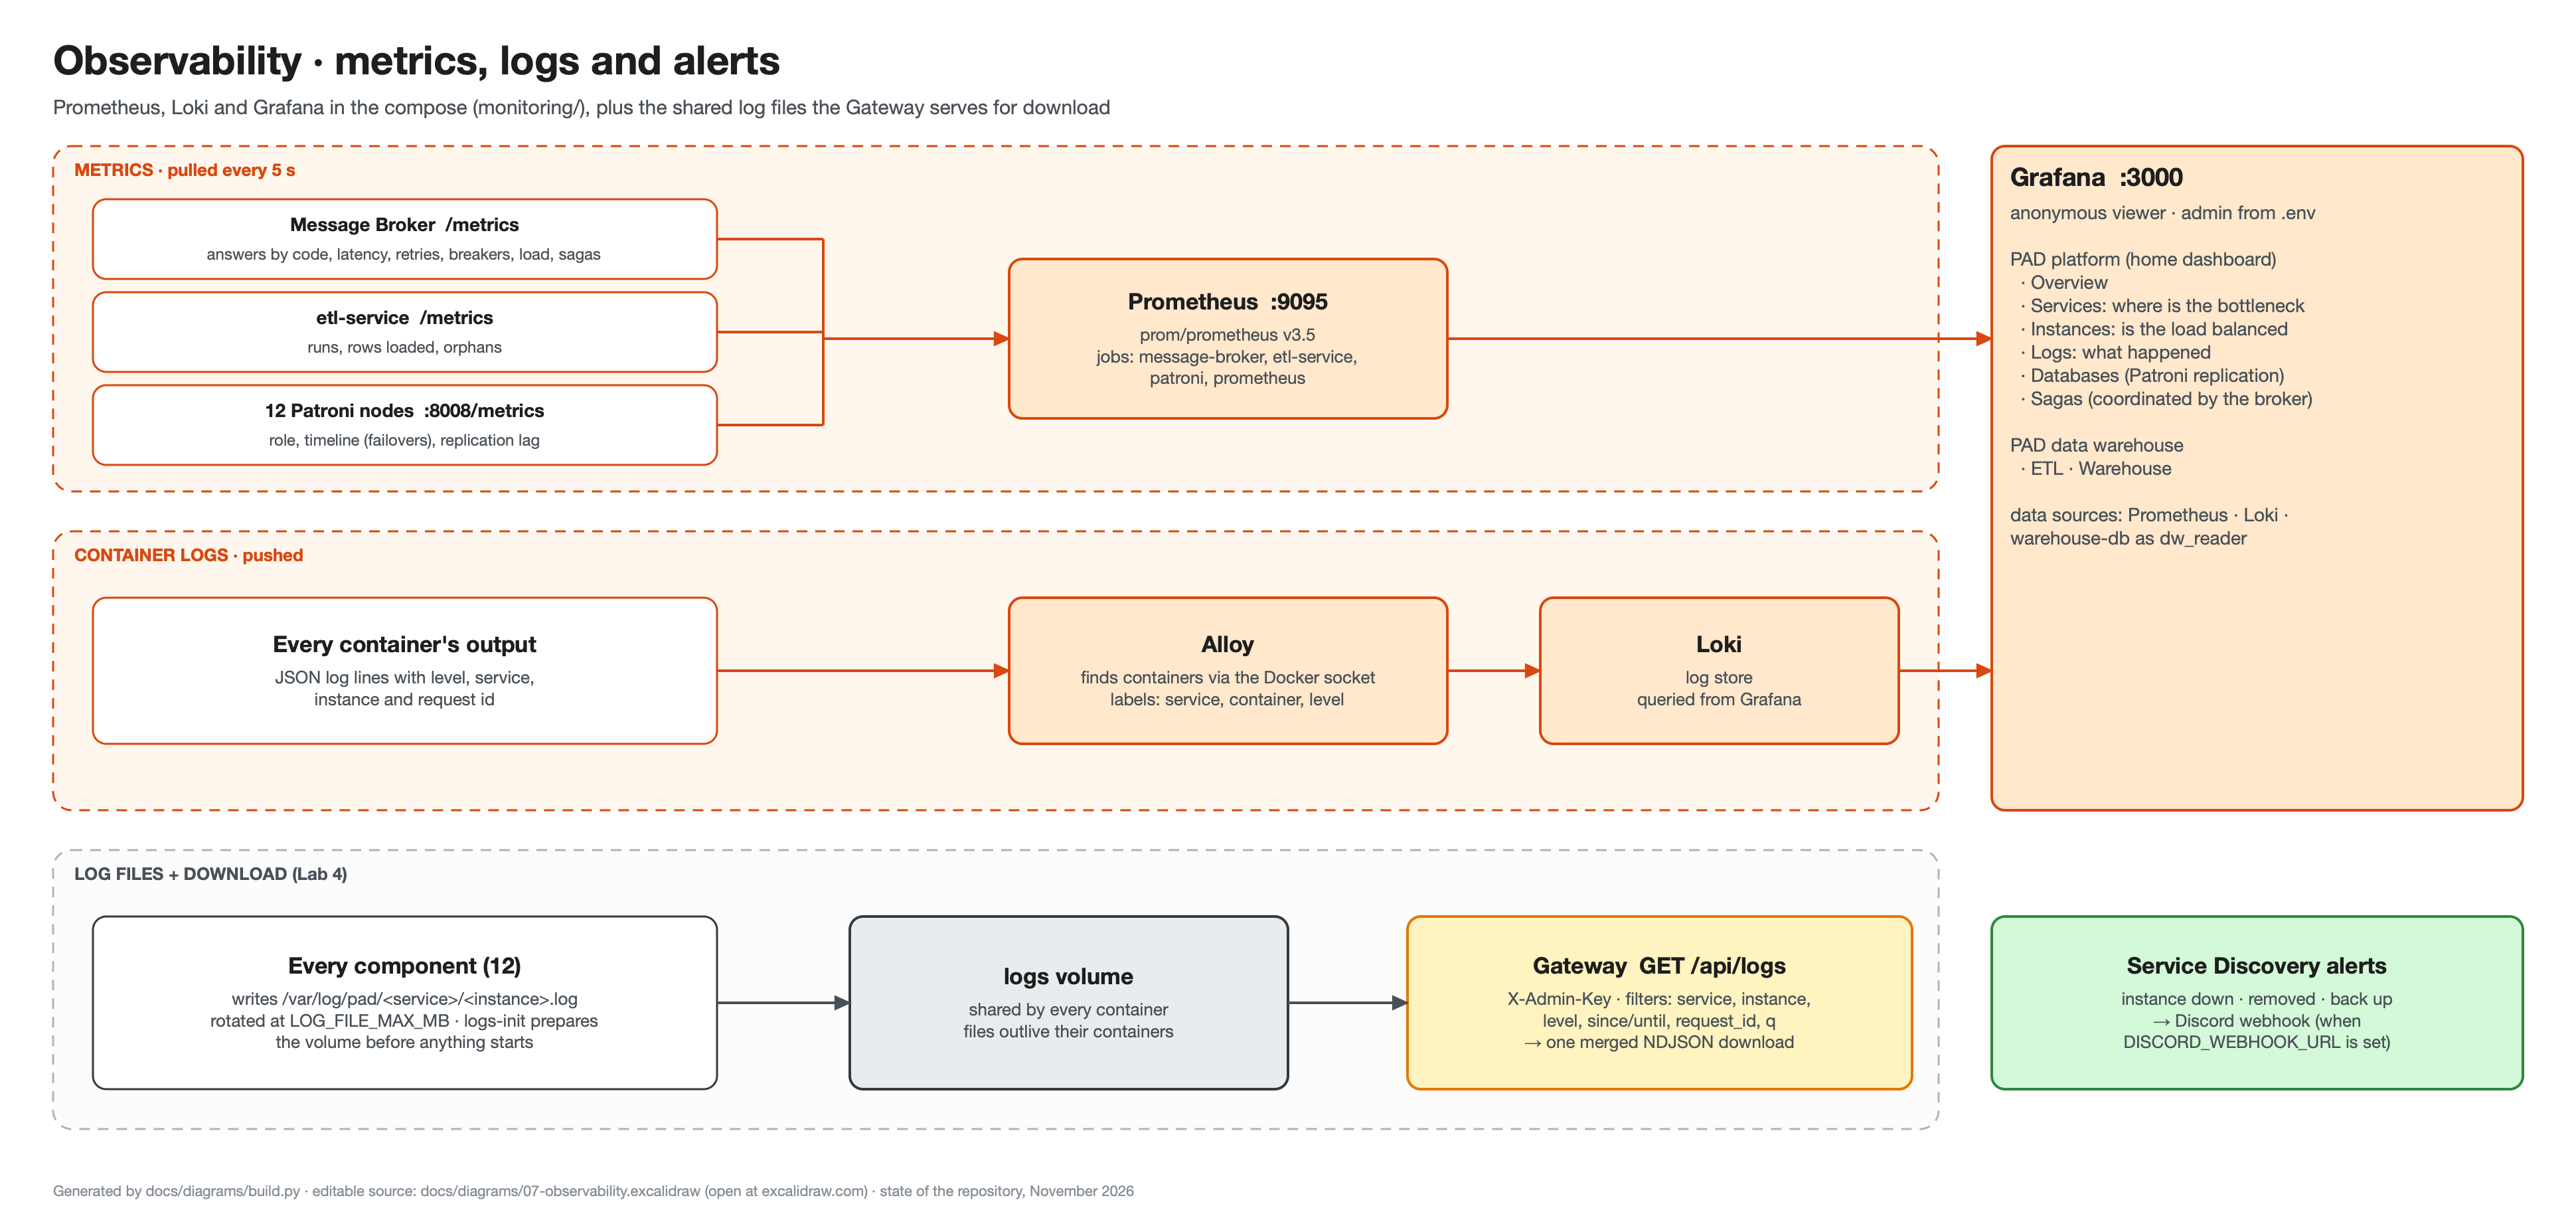 Observability · metrics, logs and alerts
Prometheus, Loki and Grafana in the compose (monitoring/), plus the shared log files the Gateway serves for download
METRICS · pulled every 5 s
Message Broker /metrics
answers by code, latency, retries, breakers, load, sagas
etl-service /metrics
runs, rows loaded, orphans
12 Patroni nodes :8008/metrics
role, timeline (failovers), replication lag
Prometheus :9095
prom/prometheus v3.5
jobs: message-broker, etl-service,
patroni, prometheus
Grafana :3000
anonymous viewer · admin from .env
PAD platform (home dashboard)
· Overview
· Services: where is the bottleneck
· Instances: is the load balanced
· Logs: what happened
· Databases (Patroni replication)
· Sagas (coordinated by the broker)
PAD data warehouse
· ETL · Warehouse
data sources: Prometheus · Loki ·
warehouse-db as dw_reader
CONTAINER LOGS · pushed
Every container's output
JSON log lines with level, service,
instance and request id
Alloy
finds containers via the Docker socket
labels: service, container, level
Loki
log store
queried from Grafana
LOG FILES + DOWNLOAD (Lab 4)
Every component (12)
writes /var/log/pad/<service>/<instance>.log
rotated at LOG_FILE_MAX_MB · logs-init prepares
the volume before anything starts
logs volume
shared by every container
files outlive their containers
Gateway GET /api/logs
X-Admin-Key · filters: service, instance,
level, since/until, request_id, q
→ one merged NDJSON download
Service Discovery alerts
instance down · removed · back up
→ Discord webhook (when
DISCORD_WEBHOOK_URL is set)
Generated by docs/diagrams/build.py · editable source: docs/diagrams/07-observability.excalidraw (open at excalidraw.com) · state of the repository, November 2026